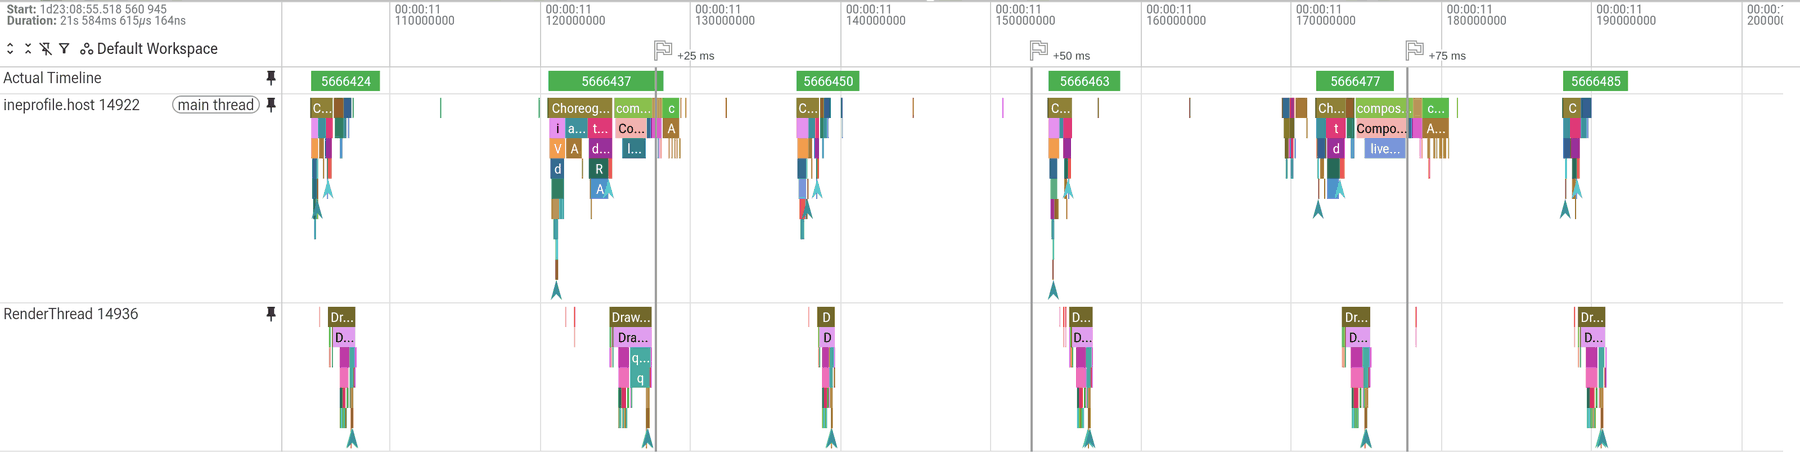 Start: 1d23:08:55.518 560 945
Duration: 21s 584ms 615µs 164ns
00:00:11 00:00:11 00:00:11 00:00:11 00:00:11 00:00:11 00:00:11 00:00:11 00:00:11 00:00:
110000000 120000000 130000000 140000000 150000000 160000000 170000000 180000000 190000000 20000
Default Workspace
+25 ms +50 ms +75 ms
Actual Timeline 5666424 5666437 5666450 5666463 5666477 5666485
ineprofile.host 14922 main thread C... Choreog... com... c C... C... Ch... compos... c... C
i a... t... Co... A t Compo... A...
V A d... l... d live...
d R
A
RenderThread 14936 Dr... Draw... D D... Dr... Dr...
D... Dra... D D... D... D...
q...
q